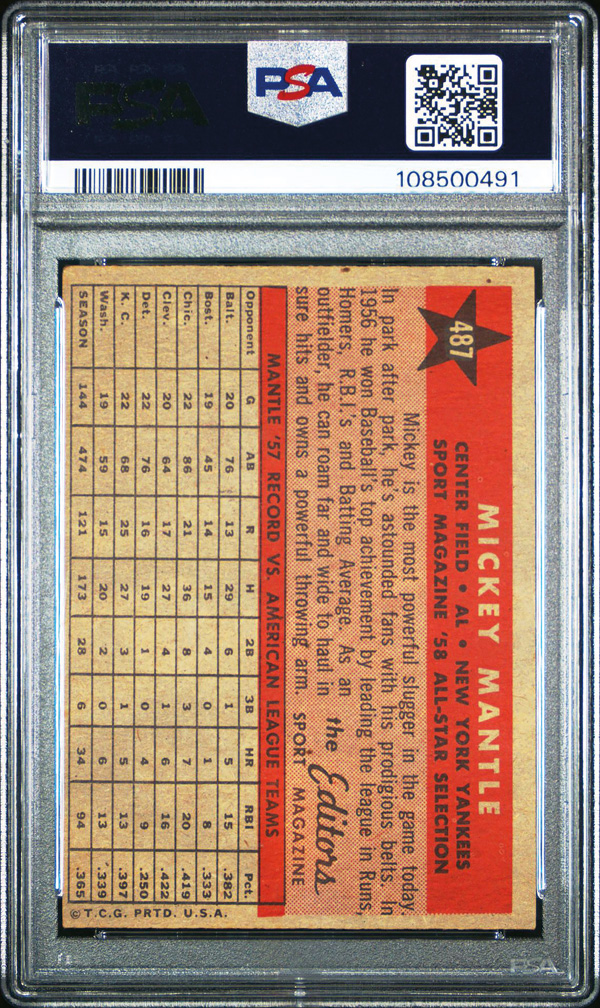 PSA
PSA
108500491
487
MICKEY MANTLE
CENTER FIELD • AL • NEW YORK YANKEES
SPORT MAGAZINE '58 ALL-STAR SELECTION
Mickey is the most powerful slugger in the game today.
In park after park, he's astounded fans with his prodigious belts. In
1956 he won Baseball's top achievement by leading the league in Runs,
Homers, R.B.I.'s and Batting Average. As an
outfielder, he can roam far and wide to haul in
sure hits and owns a powerful throwing arm.
the Editors
SPORT MAGAZINE
MANTLE '57 RECORD VS. AMERICAN LEAGUE TEAMS
Opponent G AB R H 2B 3B HR RBI Pct.
Balt. 20 76 13 29 6 1 5 15 .382
Bost. 19 45 14 15 4 0 1 8 .333
Chic. 22 86 21 36 8 3 7 20 .419
Clev. 22 64 17 27 4 1 6 16 .422
Det. 22 76 16 19 1 0 4 9 .250
K. C. 22 68 25 27 3 1 5 13 .397
Wash. 19 59 15 20 2 0 6 13 .339
SEASON 144 474 121 173 28 6 34 94 .365
© T.C.G. PRTD. U.S.A.
PSA